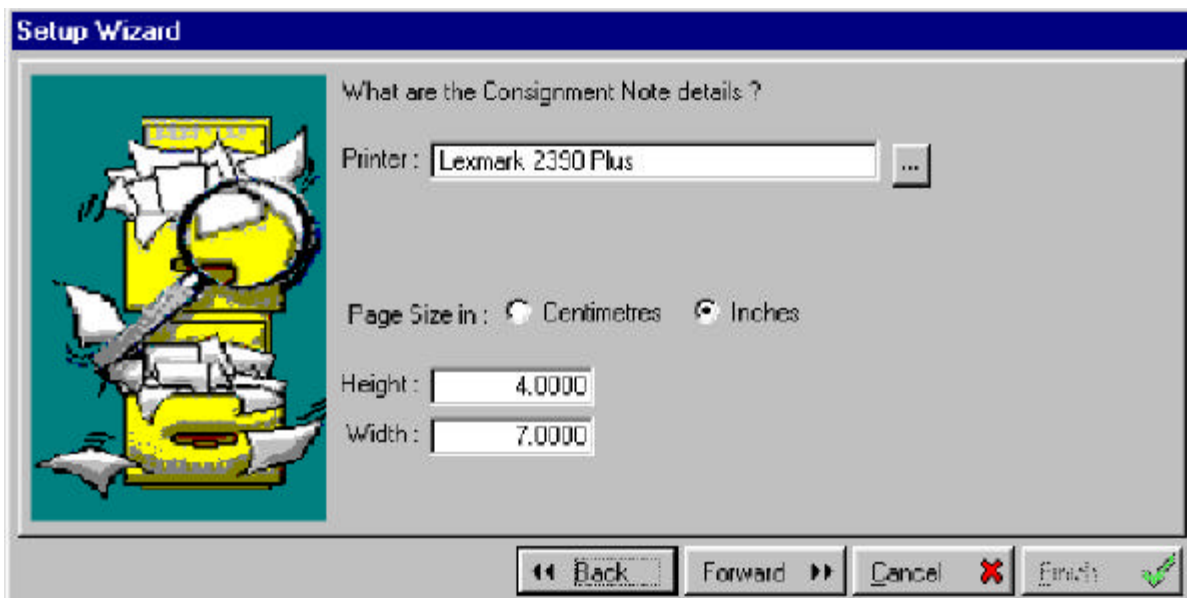 Setup Wizard
What are the Consignment Note details ?
Printer : Lexmark 2390 Plus ...
Page Size in : Centimetres Inches
Height : 4.0000
Width : 7.0000
Back Forward Cancel Finish